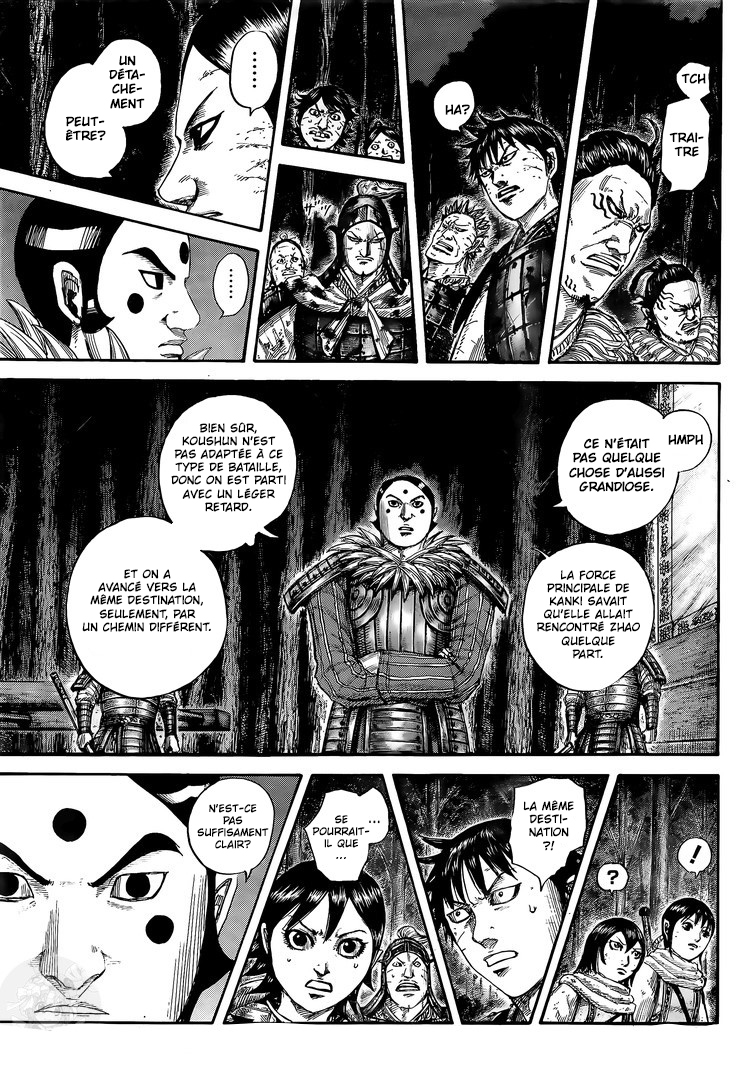 TCH
TRAI-
TRE
HA?
......
UN
DÉTA-
CHE-
MENT
PEUT-
ÊTRE?
.....
HMPH
CE N'ÉTAIT
PAS QUELQUE
CHOSE D'AUSSI
GRANDIOSE.
LA FORCE
PRINCIPALE DE
KANKI SAVAIT
QU'ELLE ALLAIT
RENCONTRÉ ZHAO
QUELQUE
PART.
BIEN SÛR,
KOUSHUN N'EST
PAS ADAPTÉE À CE
TYPE DE BATAILLE,
DONC ON EST PARTI
AVEC UN LÉGER
RETARD.
ET ON A
AVANCÉ VERS LA
MÊME DESTINATION,
SEULEMENT, PAR
UN CHEMIN DIFFÉRENT.
!
?
LA MÊME
DESTI-
NATION
?!
...
SE
POURRAIT-
IL QUE
...
N'EST-CE
PAS
SUFFISAMENT
CLAIR?